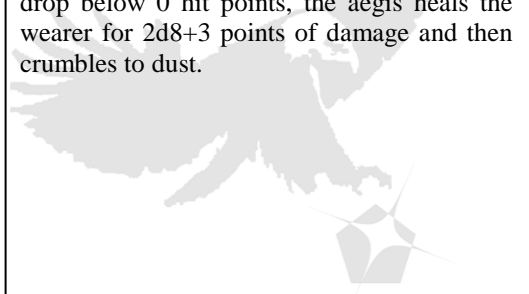 drop below 0 hit points, the aegis heals the
wearer for 2d8+3 points of damage and then
crumbles to dust.